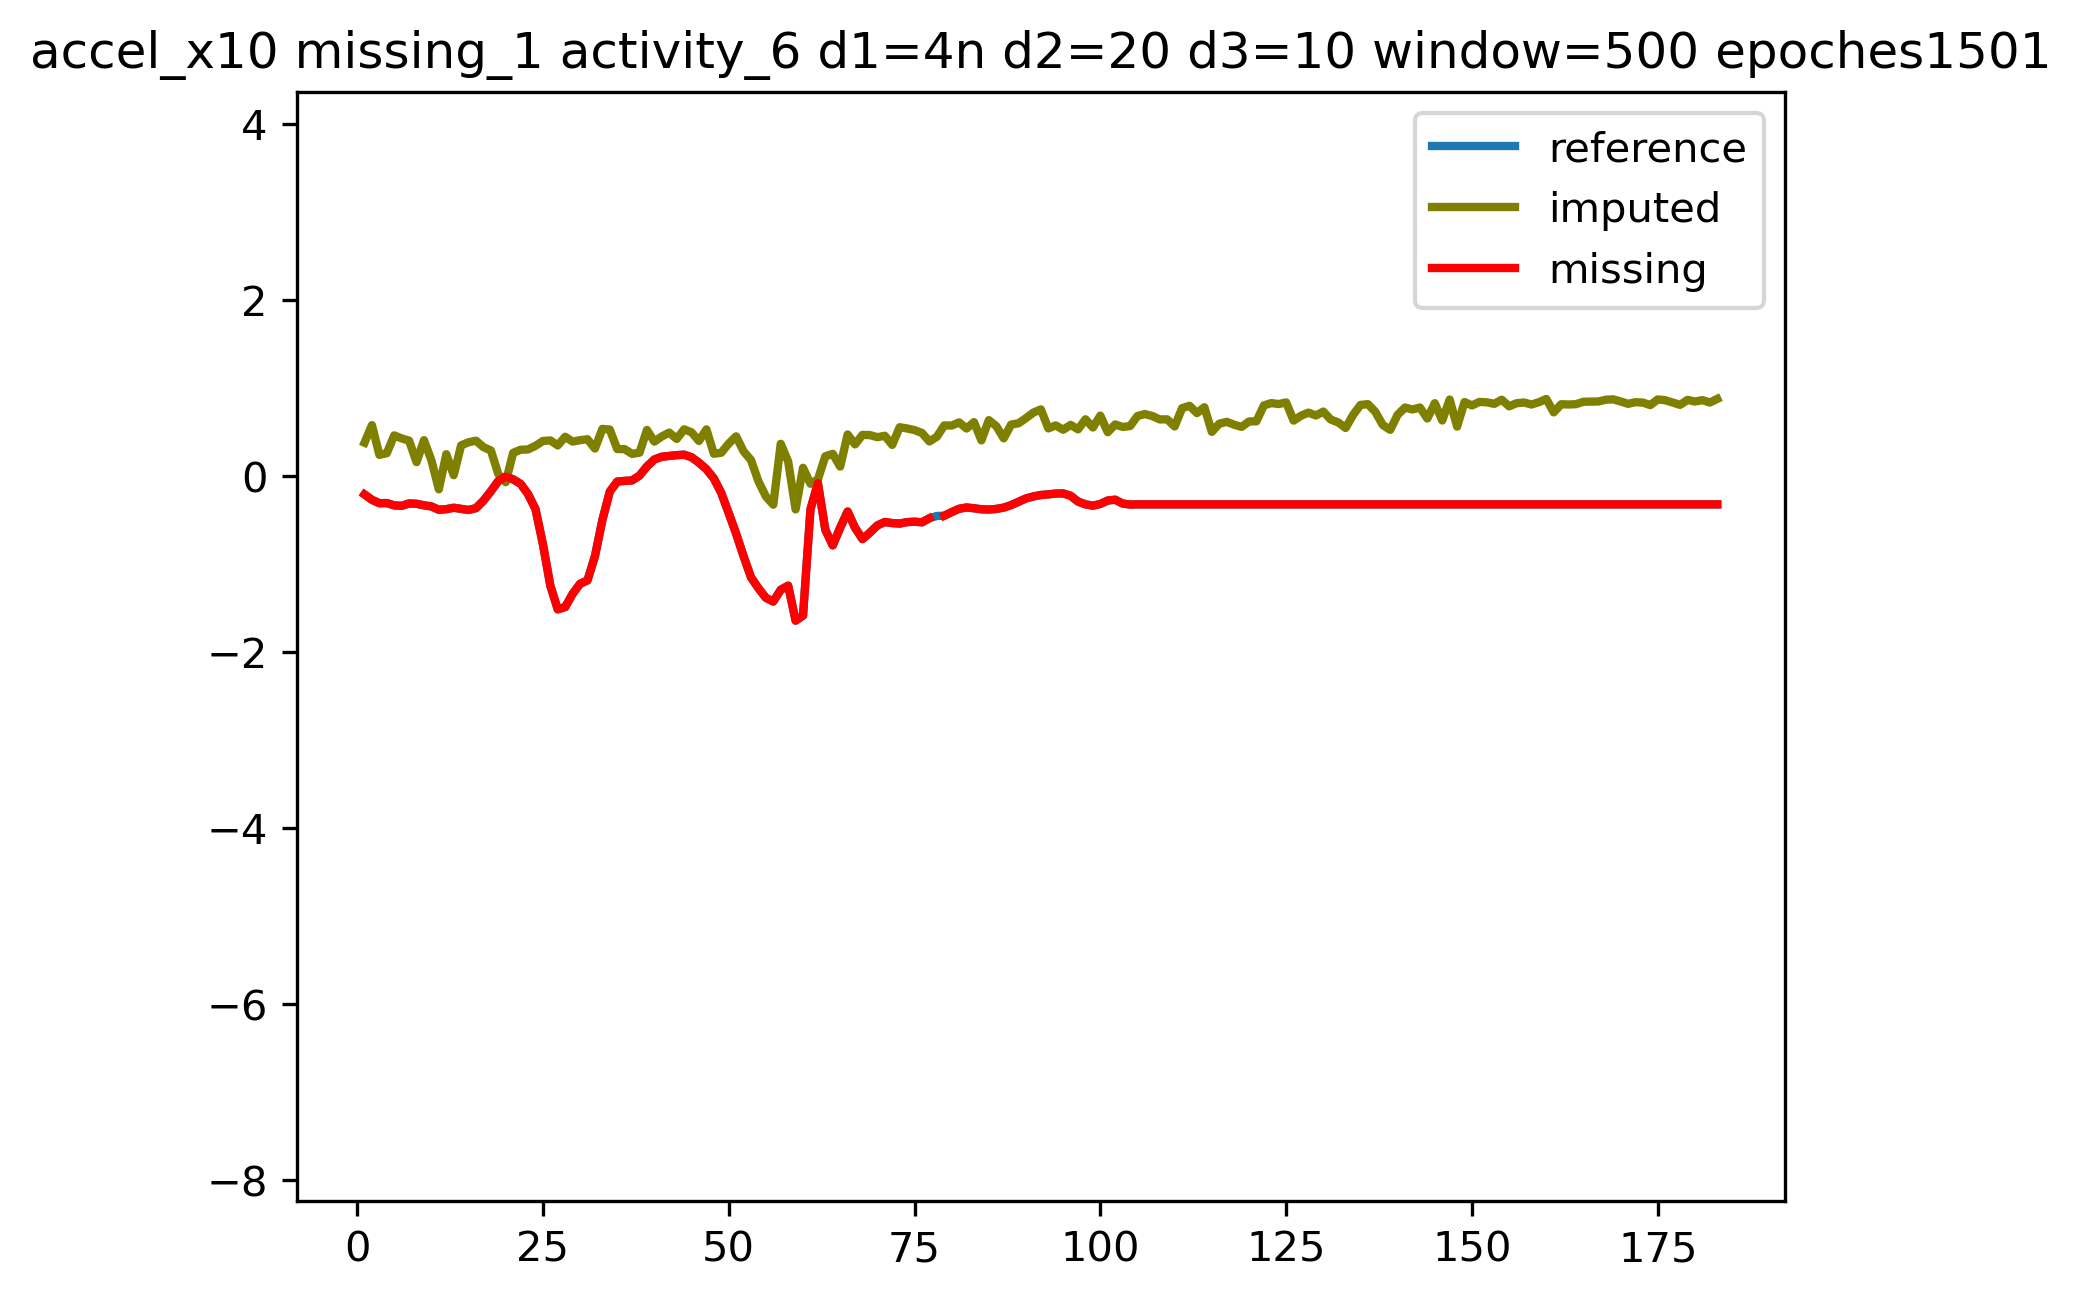 accel_x10 missing_1 activity_6 d1=4n d2=20 d3=10 window=500 epoches1501
reference
imputed
missing
4
2
0
−2
−4
−6
−8
0 25 50 75 100 125 150 175